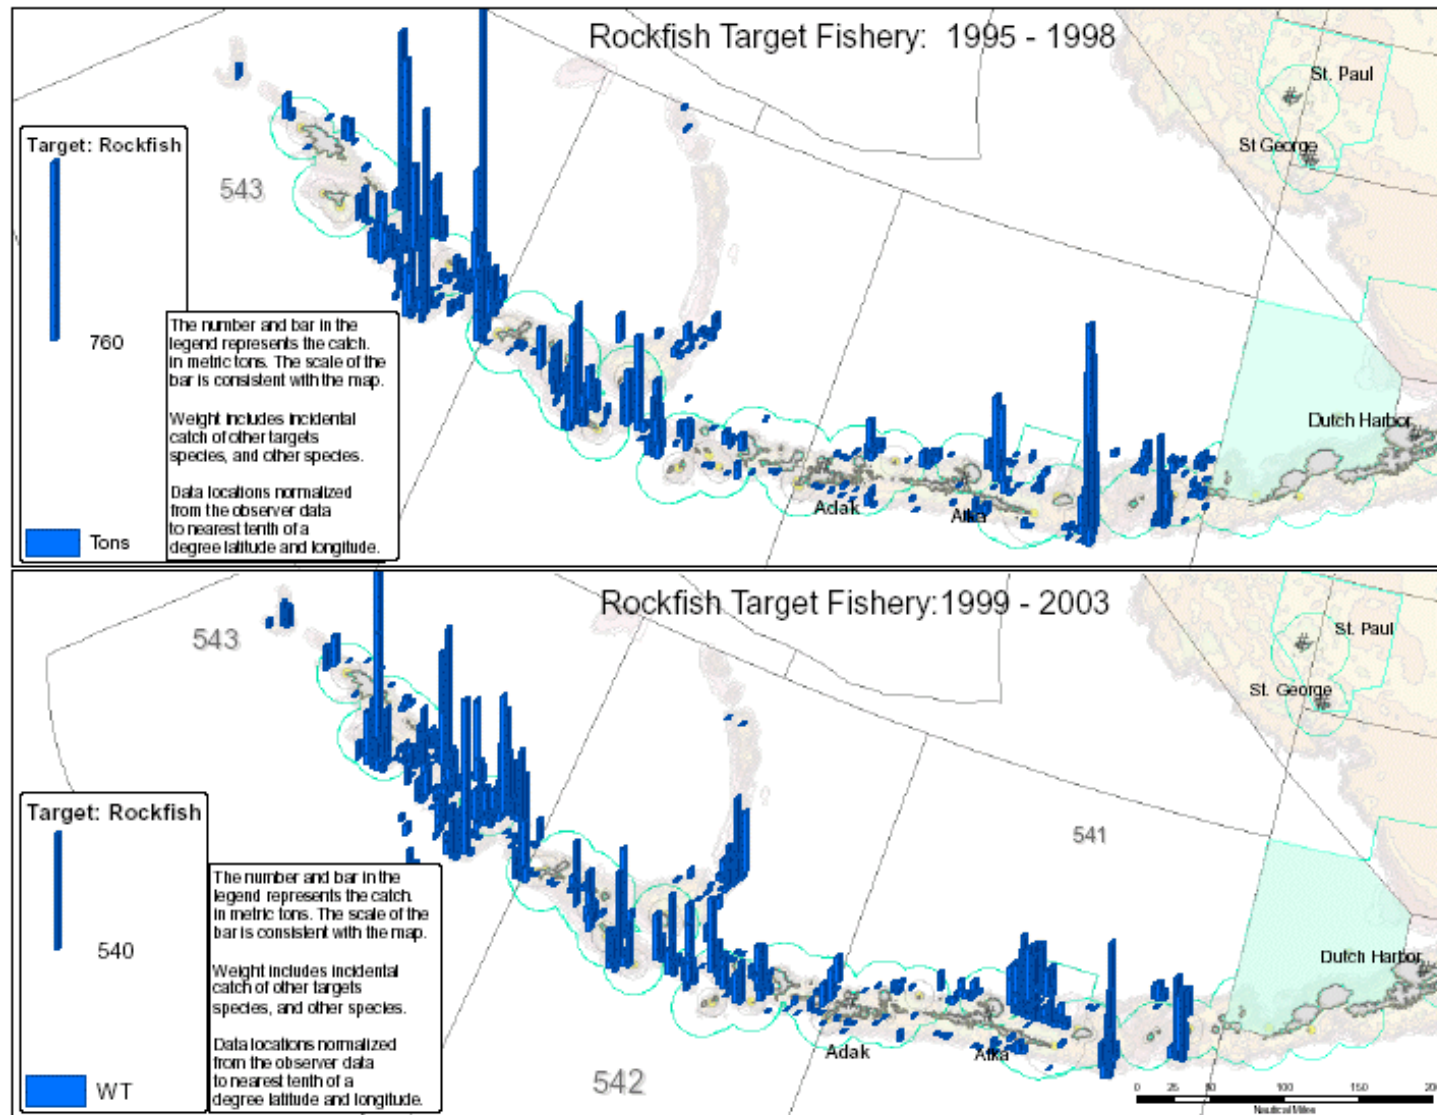 Rockfish Target Fishery: 1995 - 1998
St. Paul
St George
Target: Rockfish
543
760
The number and bar in the
legend represents the catch.
in metric tons. The scale of the
bar is consistent with the map.
Weight includes incidental
catch of other targets
species, and other species.
Data locations normalized
from the observer data
to nearest tenth of a
degree latitude and longitude.
Tons
Dutch Harbor
Adak
Atka
Rockfish Target Fishery:1999 - 2003
543
St. Paul
St. George
Target: Rockfish
540
541
The number and bar in the
legend represents the catch.
in metric tons. The scale of the
bar is consistent with the map.
Weight includes incidental
catch of other targets
species, and other species.
Data locations normalized
from the observer data
to nearest tenth of a
degree latitude and longitude.
WT
Dutch Harbor
Adak
Atka
542
0 25 50 100 150 200
Nautical Miles